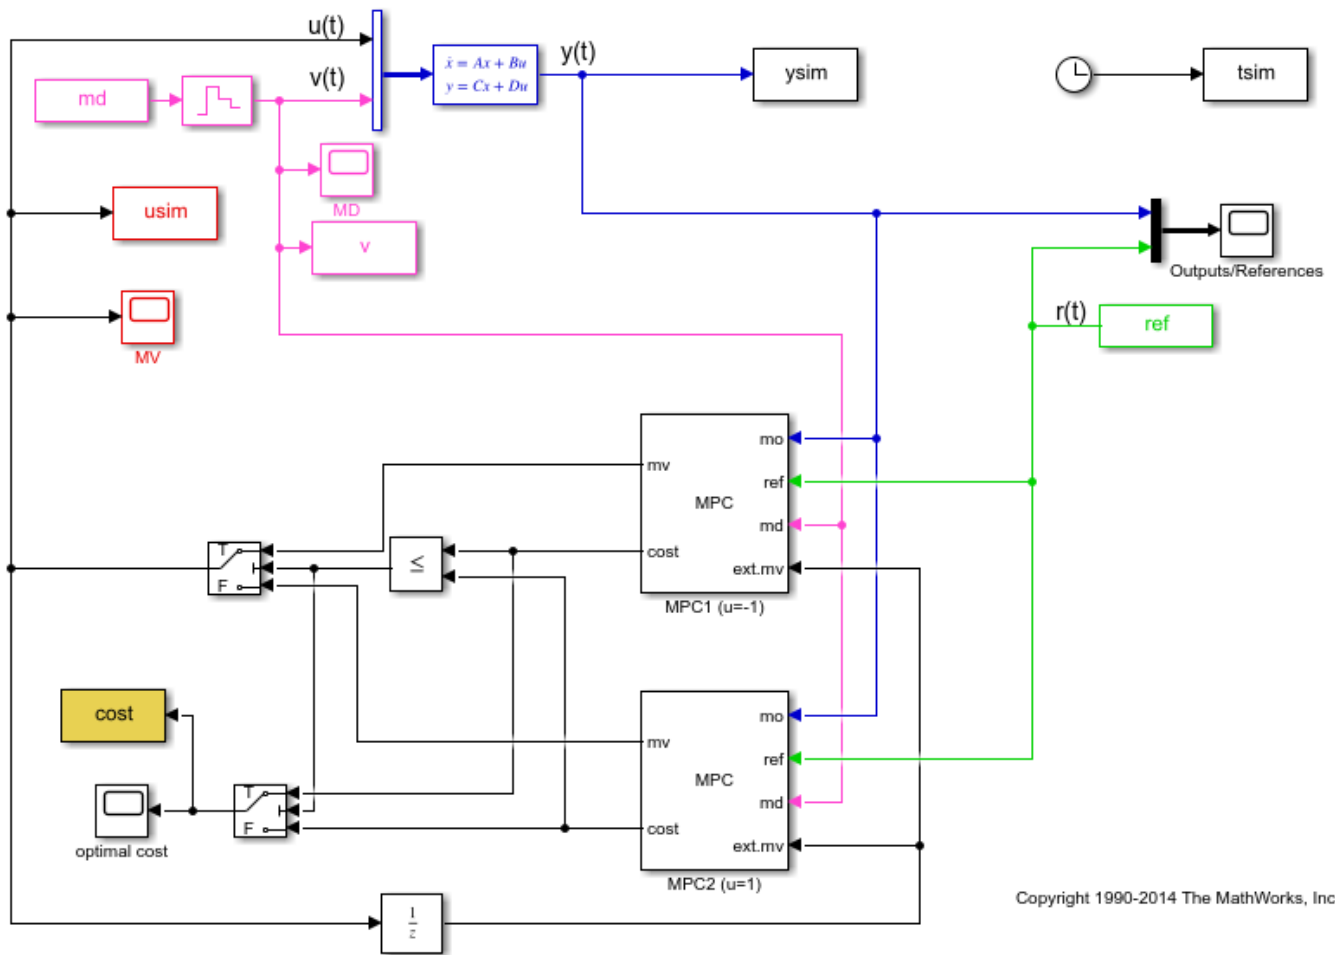 u(t)
v(t)
md
ẋ = Ax + Bu
y = Cx + Du
y(t)
ysim
tsim
MD
usim
v
MV
Outputs/References
r(t)
ref
mo
mv
ref
MPC
md
cost
ext.mv
MPC1 (u=-1)
T
F
≤
mo
mv
ref
MPC
md
cost
ext.mv
MPC2 (u=1)
cost
T
F
optimal cost
1
z
Copyright 1990-2014 The MathWorks, Inc